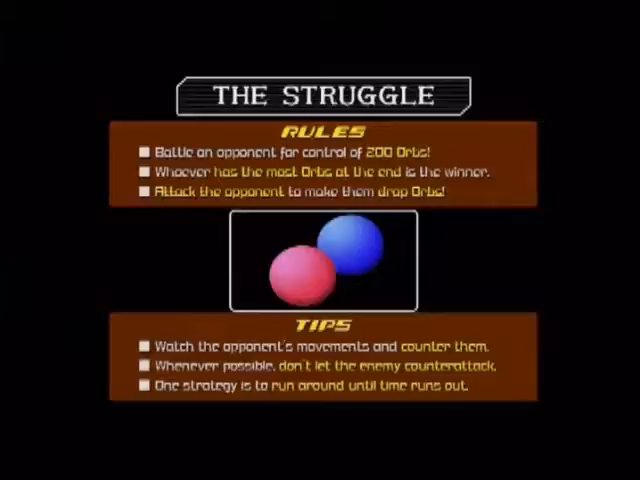 THE STRUGGLE
RULES
Battle an opponent for control of 200 Orbs!
Whoever has the most Orbs at the end is the winner.
Attack the opponent to make them drop Orbs!
TIPS
Watch the opponent's movements and counter them.
Whenever possible, don't let the enemy counterattack.
One strategy is to run around until time runs out.